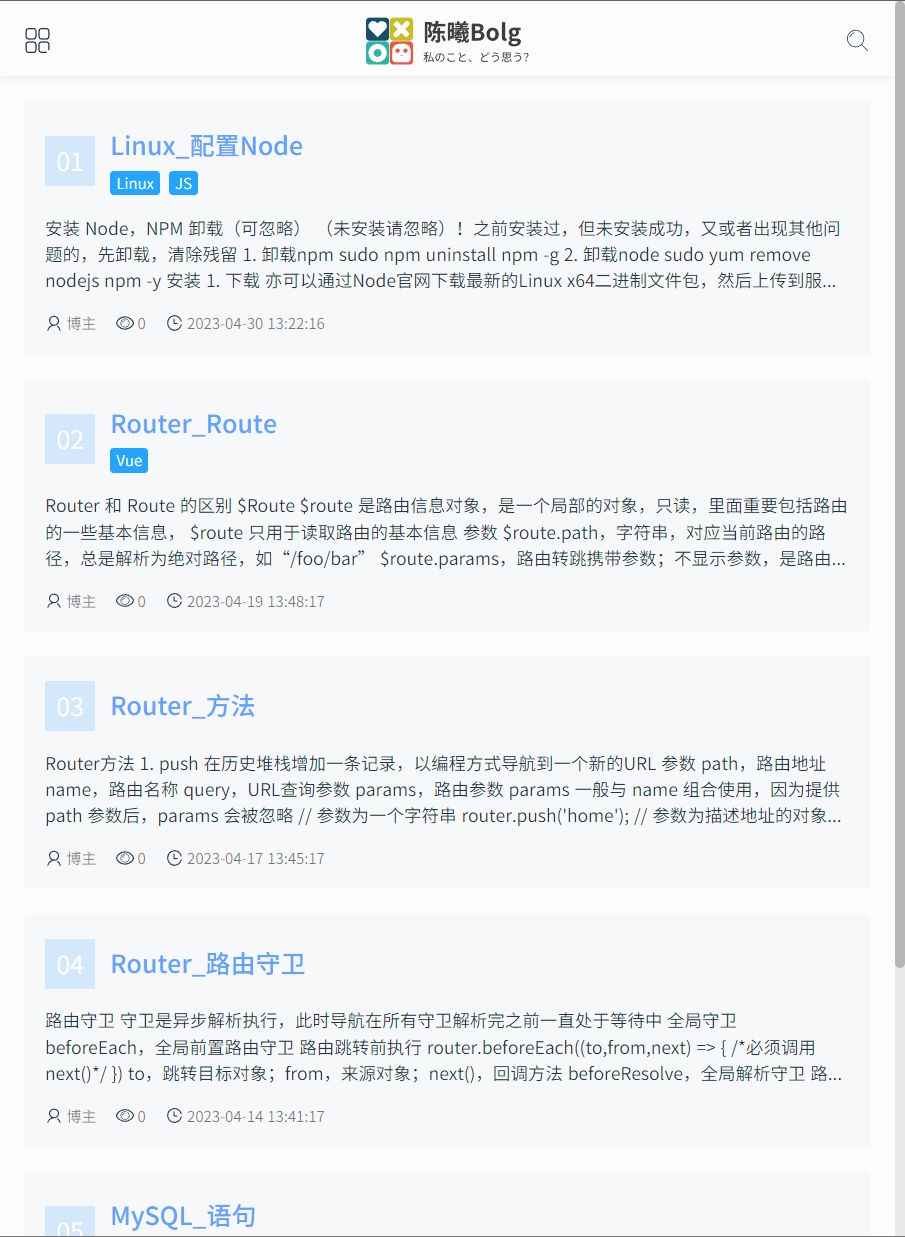 陈曦Bolg
私のこと、どう思う?
01
Linux_配置Node
Linux JS
安装 Node，NPM 卸载（可忽略） （未安装请忽略）！ 之前安装过，但未安装成功，又或者出现其他问
题的，先卸载，清除残留 1. 卸载npm sudo npm uninstall npm -g 2. 卸载node sudo yum remove
nodejs npm -y 安装 1. 下载 亦可以通过Node官网下载最新的Linux x64二进制文件包，然后上传到服...
博主 0 2023-04-30 13:22:16
02
Router_Route
Vue
Router 和 Route 的区别 $Route $route 是路由信息对象，是一个局部的对象，只读，里面重要包括路由
的一些基本信息， $route 只用于读取路由的基本信息 参数 $route.path，字符串，对应当前路由的路
径，总是解析为绝对路径，如“/foo/bar” $route.params，路由转跳携带参数；不显示参数，是路由...
博主 0 2023-04-19 13:48:17
03
Router_方法
Router方法 1. push 在历史堆栈增加一条记录，以编程方式导航到一个新的URL 参数 path，路由地址
name，路由名称 query，URL查询参数 params，路由参数 params 一般与 name 组合使用，因为提供
path 参数后，params 会被忽略 // 参数为一个字符串 router.push('home'); // 参数为描述地址的对象...
博主 0 2023-04-17 13:45:17
04
Router_路由守卫
路由守卫 守卫是异步解析执行，此时导航在所有守卫解析完之前一直处于等待中 全局守卫
beforeEach，全局前置路由守卫 路由跳转前执行 router.beforeEach((to,from,next) => { /*必须调用
next()*/ }) to，跳转目标对象；from，来源对象；next()，回调方法 beforeResolve，全局解析守卫 路...
博主 0 2023-04-14 13:41:17
05
MySQL_语句